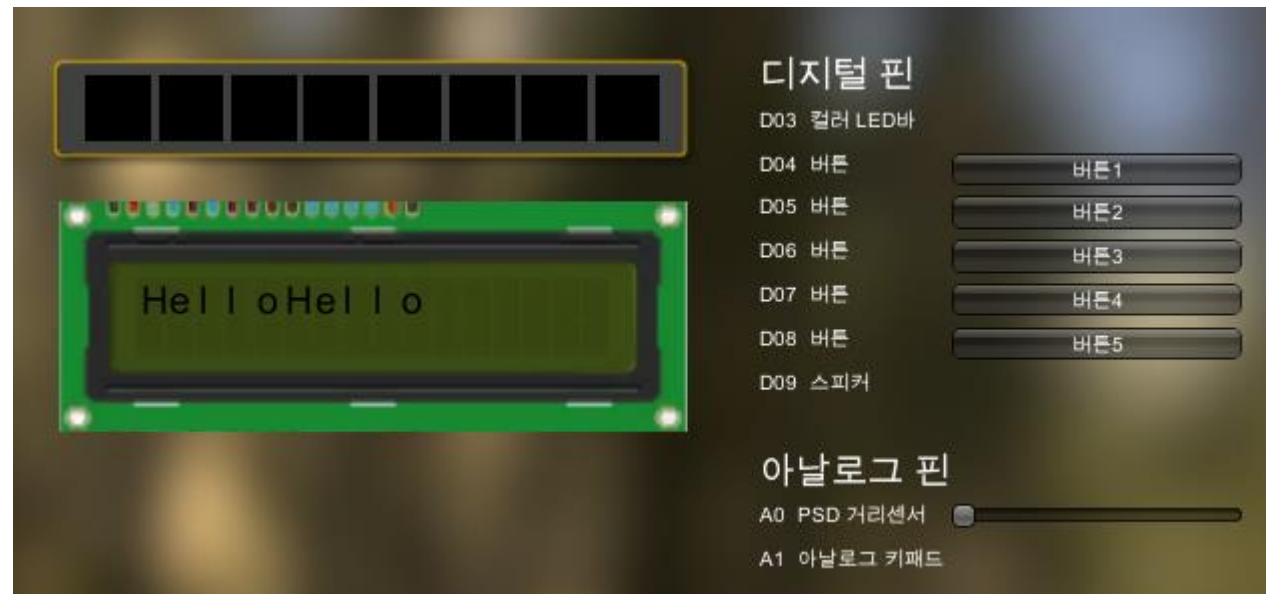 HelloHello
디지털 핀
D03 컬러 LED바
D04 버튼 버튼1
D05 버튼 버튼2
D06 버튼 버튼3
D07 버튼 버튼4
D08 버튼 버튼5
D09 스피커
아날로그 핀
A0 PSD 거리센서
A1 아날로그 키패드